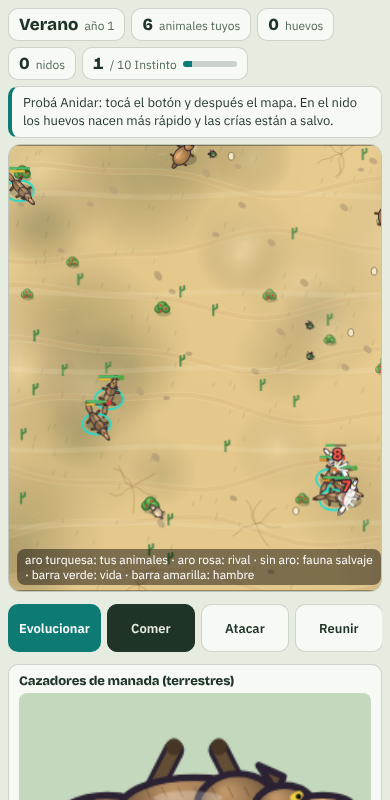 Verano año 1
6 animales tuyos
0 huevos
0 nidos
1 / 10 Instinto
Probá Anidar: tocá el botón y después el mapa. En el nido
los huevos nacen más rápido y las crías están a salvo.
8
7
aro turquesa: tus animales · aro rosa: rival · sin aro: fauna salvaje
· barra verde: vida · barra amarilla: hambre
Evolucionar
Comer
Atacar
Reunir
Cazadores de manada (terrestres)